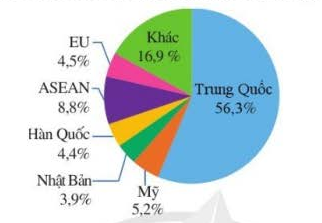 Khác
16,9 %
EU
4,5%
ASEAN
8,8%
Trung Quốc
56,3%
Hàn Quốc
4,4%
Nhật Bản
3,9%
Mỹ
5,2%